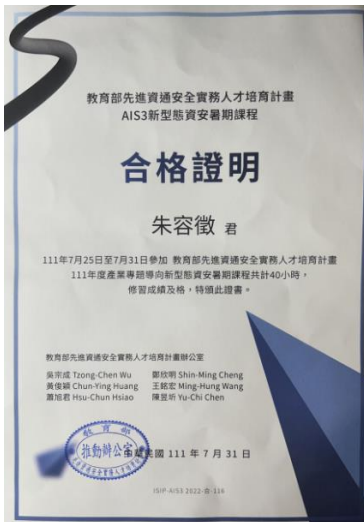 教育部先進資通安全實務人才培育計畫
AIS3新型態資安暑期課程
合格證明
朱容徵 君
111年7月25日至7月31日參加 教育部先進資通安全實務人才培育計畫
111年度產業專題導向新型態資安暑期課程共計40小時,
修習成績及格,特頒此證書。
教育部先進資通安全實務人才培育計畫辦公室
吳宗成 Tzong-Chen Wu 鄭欣明 Shin-Ming Cheng
黃俊穎 Chun-Ying Huang 王銘宏 Ming-Hung Wang
蕭旭君 Hsu-Chun Hsiao 陳昱圻 Yu-Chi Chen
教育部
推動辦公室
中華民國 111 年 7 月 31 日
ISIP-AIS3 2022-合-116